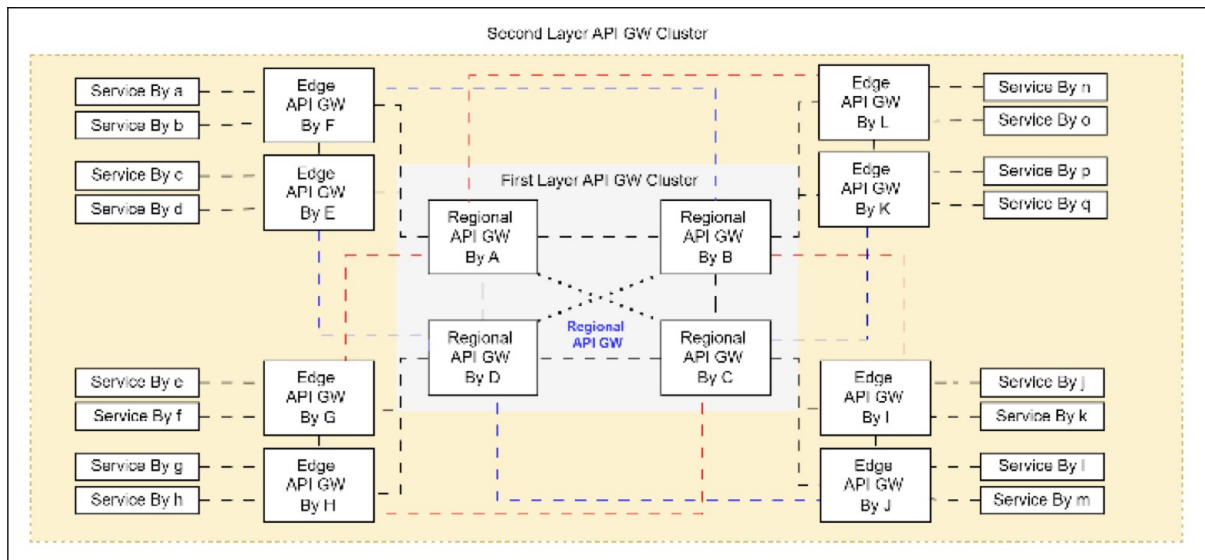 Second Layer API GW Cluster
Service By a
Service By b
Edge
API GW
By F
Service By c
Service By d
Edge
API GW
By E
Edge
API GW
By L
Service By n
Service By o
Edge
API GW
By K
Service By p
Service By q
First Layer API GW Cluster
Regional
API GW
By A
Regional
API GW
By B
Regional
API GW
By D
Regional
API GW
Regional
API GW
By C
Service By e
Service By f
Edge
API GW
By G
Service By g
Service By h
Edge
API GW
By H
Edge
API GW
By I
Service By j
Service By k
Edge
API GW
By J
Service By l
Service By m